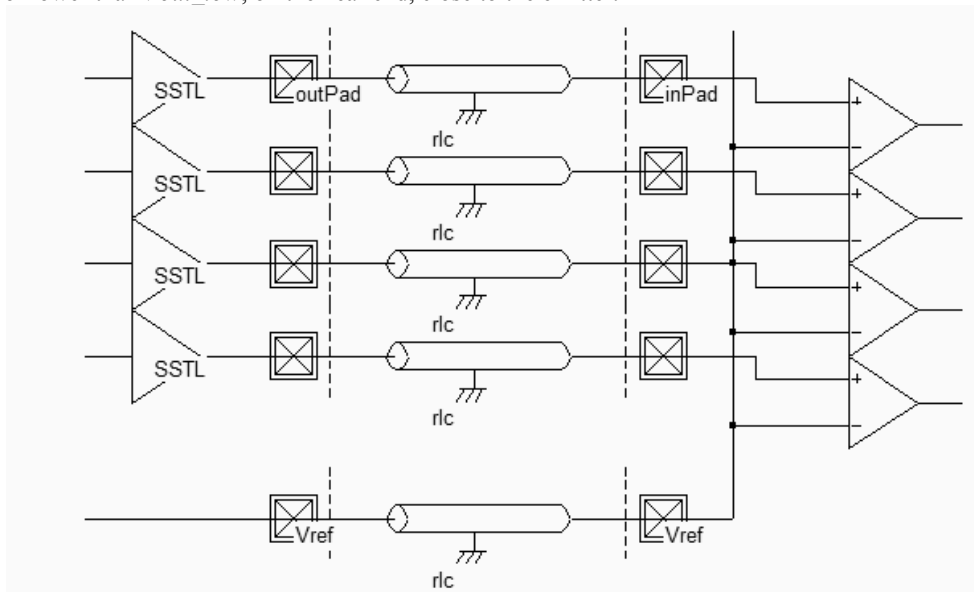 SSTL
outPad
inPad
+
rlc
−
SSTL
+
rlc
−
SSTL
+
rlc
−
SSTL
+
rlc
−
Vref
Vref
rlc